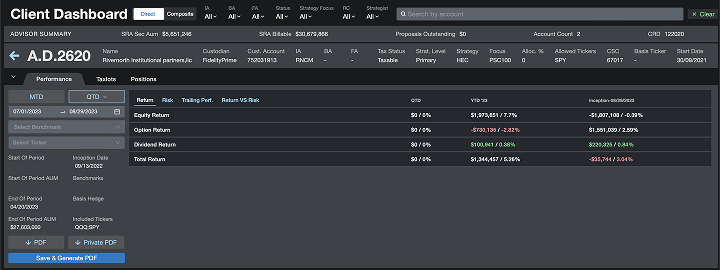 Client Dashboard Direct Composite IA All BA All FA All Status All Strategy Focus All RC All Strategist All Search by account × Clear
ADVISOR SUMMARY SRA Sec Aum $5,651,246 SRA Billable $30,679,866 Proposals Outstanding $0 Account Count 2 CRD 122020
A.D.2620
Name Custodian Cust. Account IA BA FA Tax Status Strat. Level Strategy Focus Alloc. % Allowed Tickers CSC Basis Ticker Start Date
Rivernorth Institutional partners,llc FidelityPrime 752031913 RNCM - - Taxable Primary HEC PSC100 0 SPY 67017 - 09/30/2021
Performance Taxlots Positions
MTD QTD
07/01/2023 → 08/29/2023
Select Benchmark
Select Ticker
Start Of Period Inception Date
09/13/2022
Start Of Period AUM Benchmarks
End Of Period Basis Hedge
04/20/2023
End Of Period AUM Included Tickers
$27,603,000 QQQ;SPY
PDF Private PDF
Save & Generate PDF
Return Risk Trailing Perf. Return VS Risk QTD YTD '23 Inception-08/29/2023
Equity Return $0 / 0% $1,973,651 / 7.7% -$1,807,108 / -0.39%
Option Return $0 / 0% -$730,135 / -2.82% $1,551,039 / 2.59%
Dividend Return $0 / 0% $100,941 / 0.38% $220,325 / 0.84%
Total Return $0 / 0% $1,344,457 / 5.26% -$35,744 / 3.04%